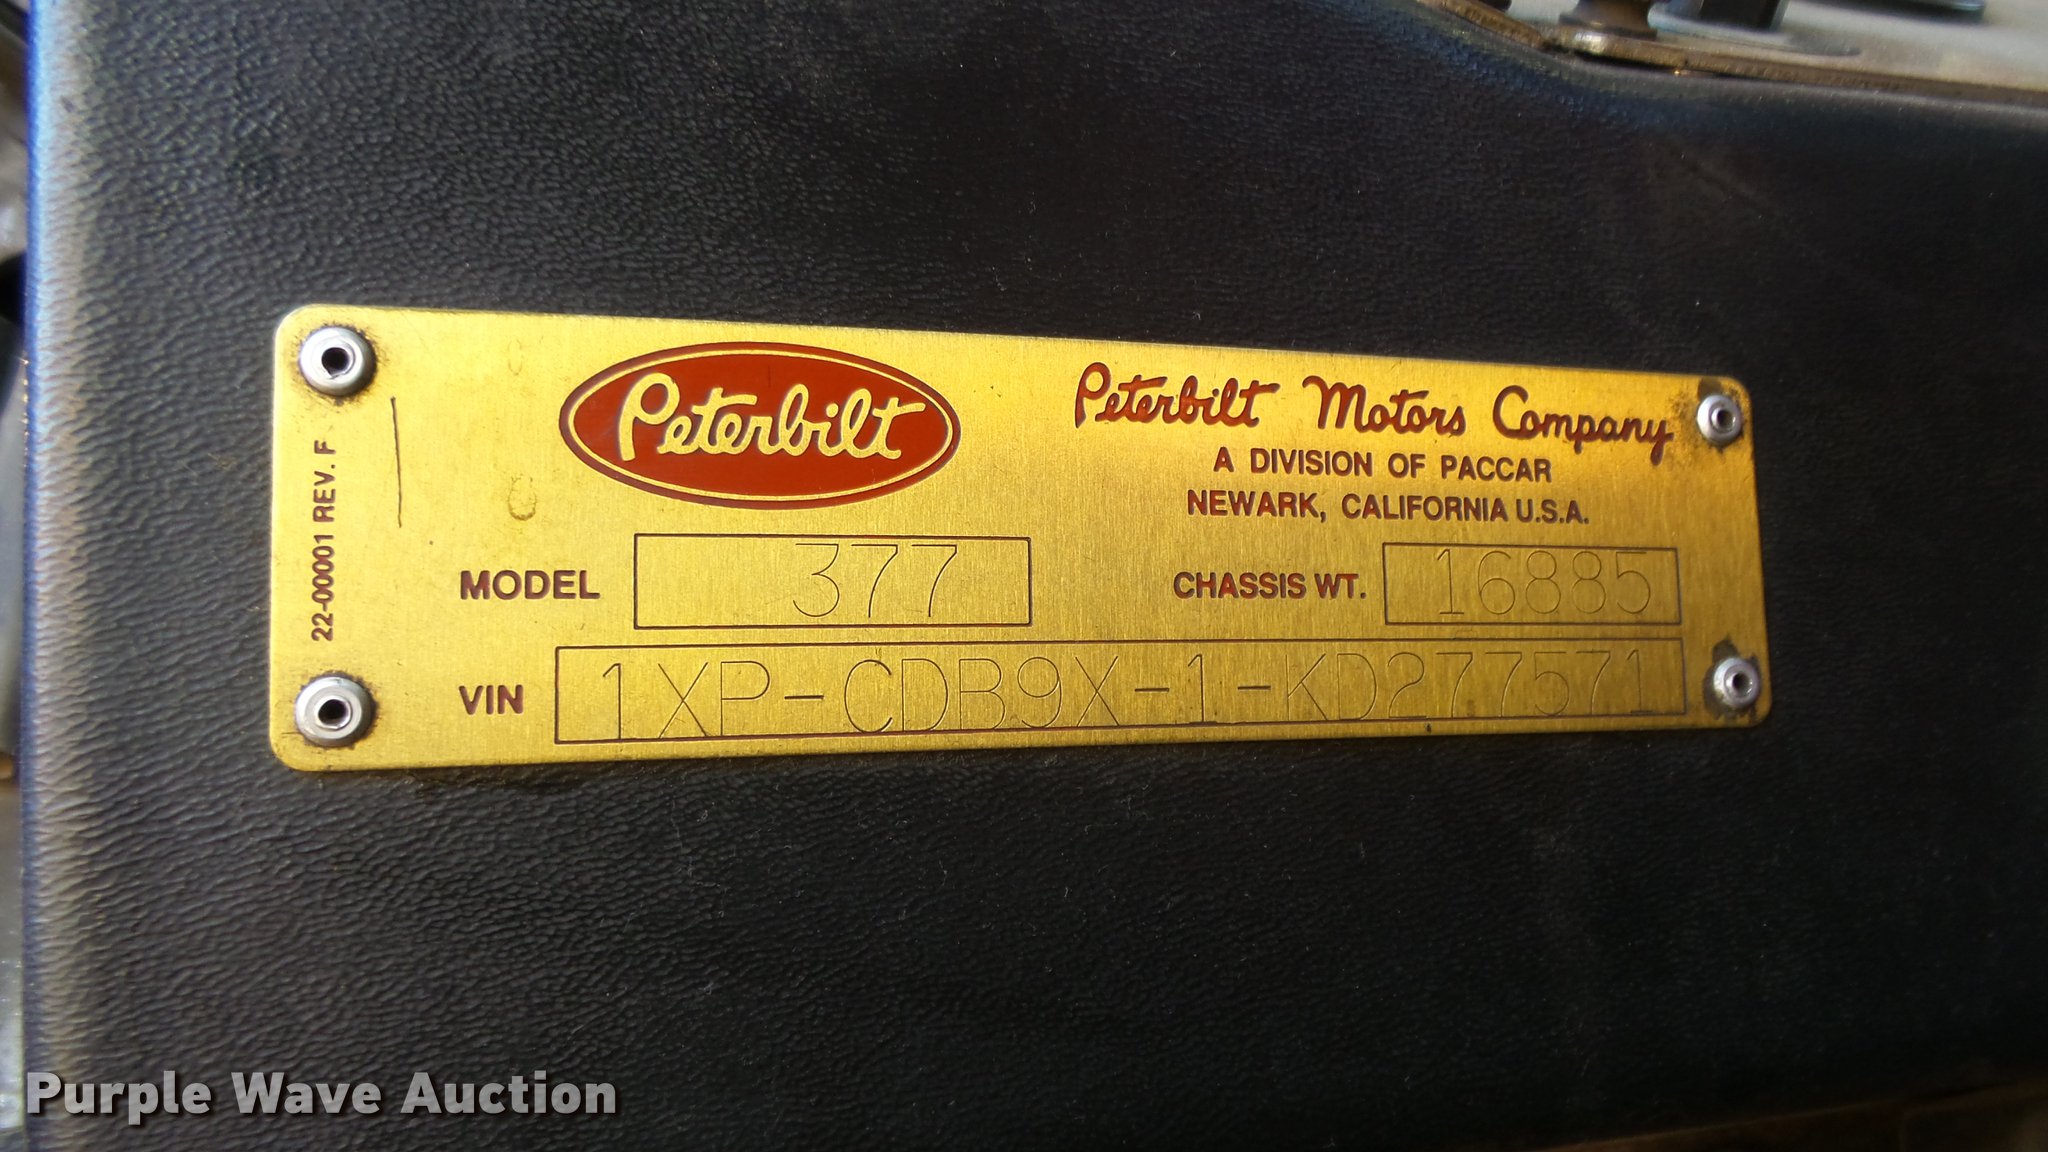 Peterbilt
Peterbilt Motors Company
A DIVISION OF PACCAR
NEWARK, CALIFORNIA U.S.A.
22-00001 REV. F
MODEL 377
CHASSIS WT. 16885
VIN 1XP-CDB9X-1-KD277571
Purple Wave Auction